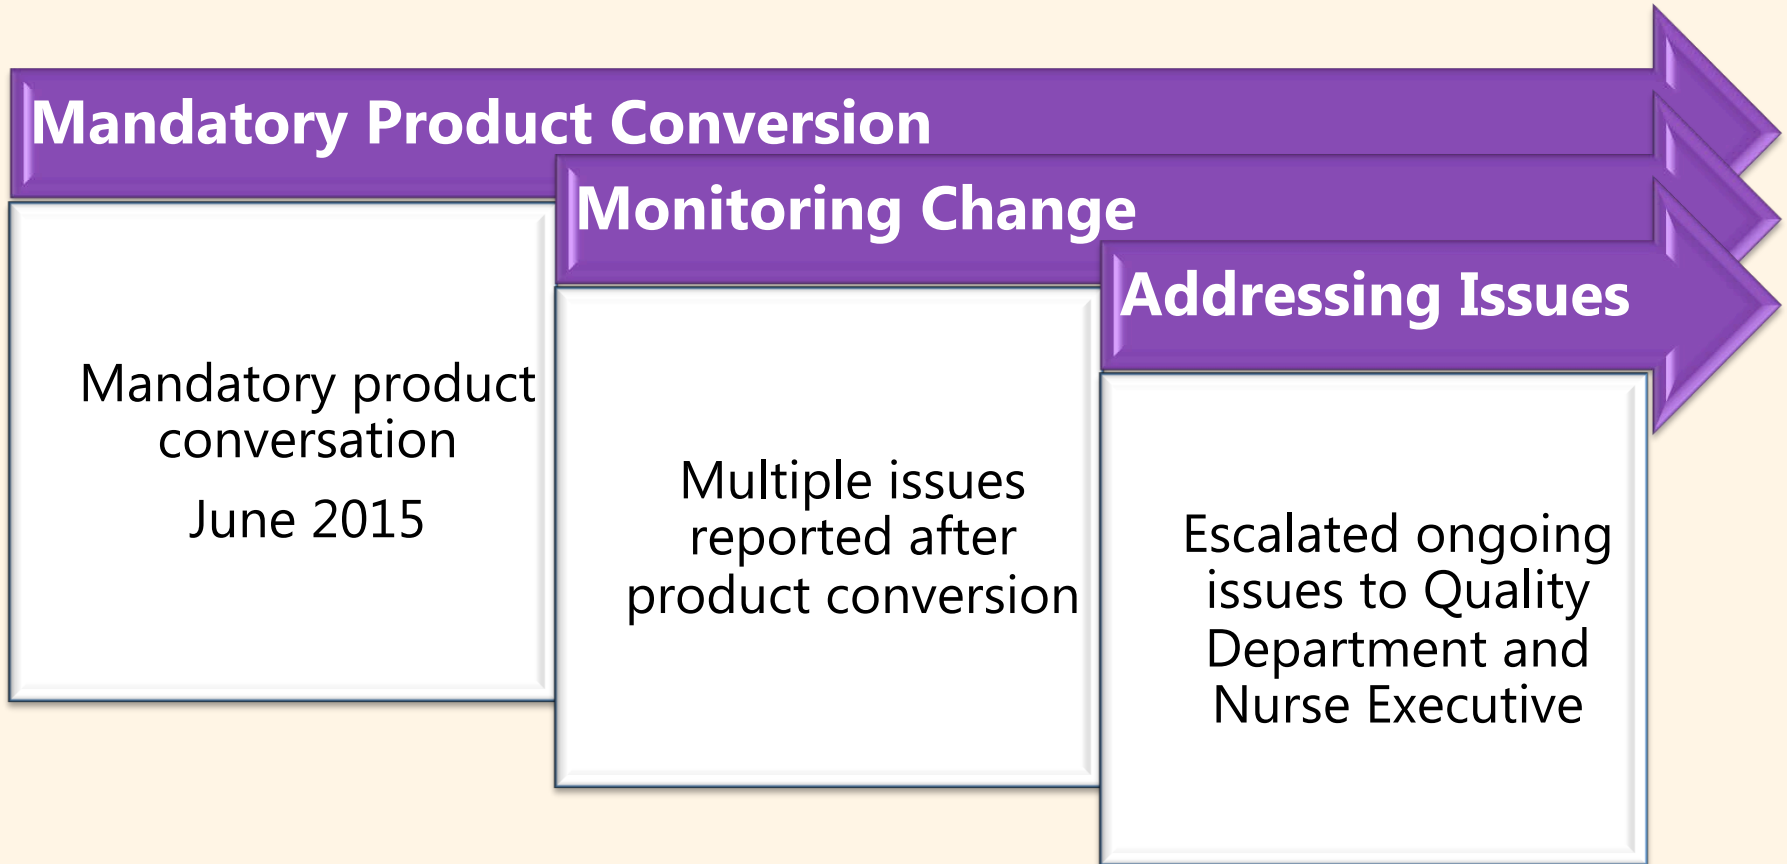 Mandatory Product Conversion
Mandatory product
conversation
June 2015
Monitoring Change
Multiple issues
reported after
product conversion
Addressing Issues
Escalated ongoing
issues to Quality
Department and
Nurse Executive